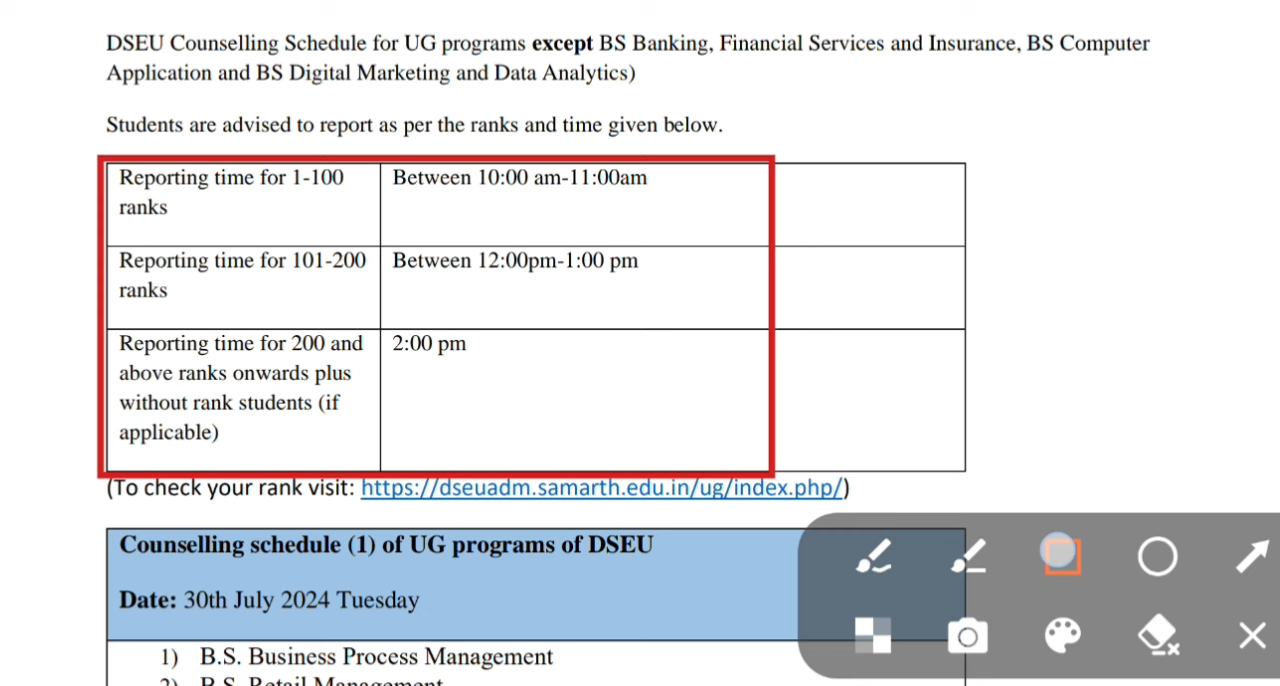 DSEU Counselling Schedule for UG programs except BS Banking, Financial Services and Insurance, BS Computer
Application and BS Digital Marketing and Data Analytics)
Students are advised to report as per the ranks and time given below.
Reporting time for 1-100 Between 10:00 am-11:00am
ranks
Reporting time for 101-200 Between 12:00pm-1:00 pm
ranks
Reporting time for 200 and 2:00 pm
above ranks onwards plus
without rank students (if
applicable)
(To check your rank visit: https://dseuadm.samarth.edu.in/ug/index.php/)
Counselling schedule (1) of UG programs of DSEU
Date: 30th July 2024 Tuesday
1) B.S. Business Process Management
2) B.S. Retail Management